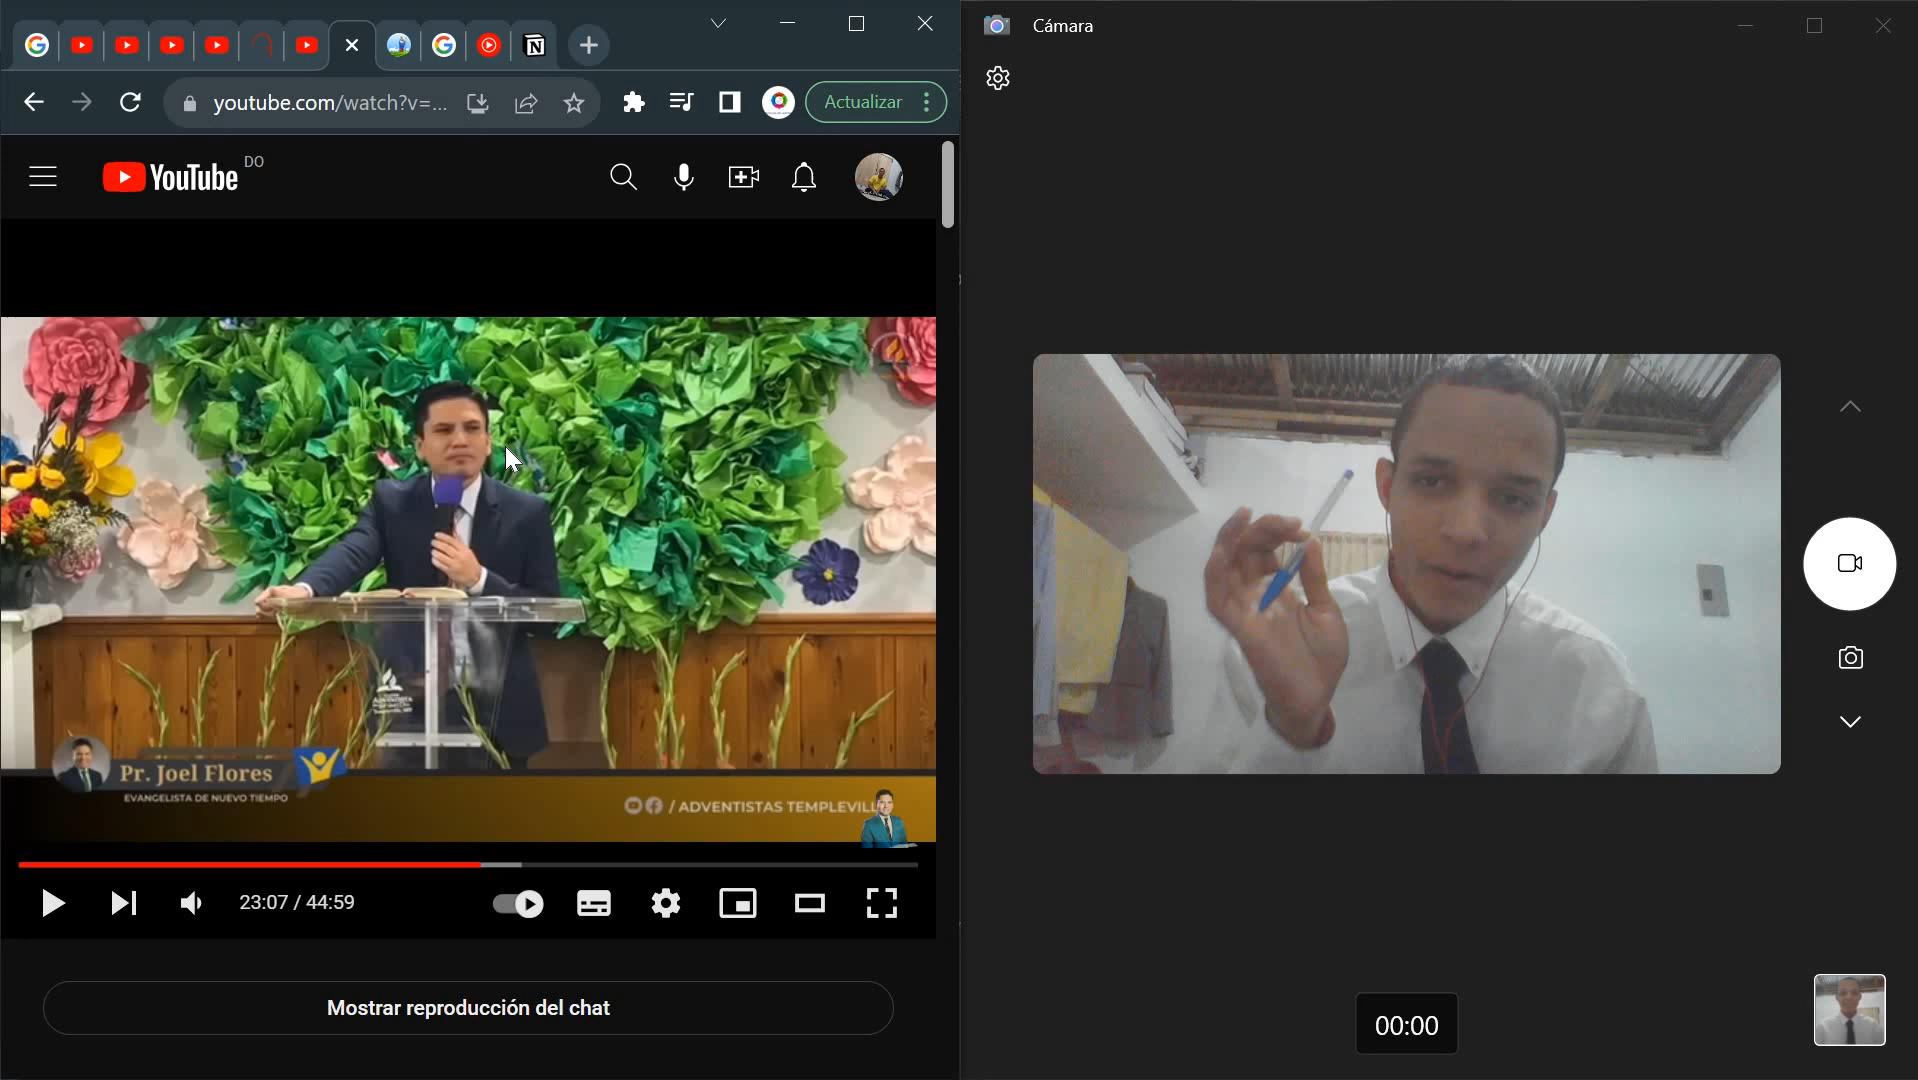 youtube.com/watch?v=...
Actualizar
YouTube
DO
ADVENTISTA
Pr. Joel Flores
EVANGELISTA DE NUEVO TIEMPO
/ ADVENTISTAS TEMPLEVILL
23:07 / 44:59
Mostrar reproducción del chat
Cámara
00:00